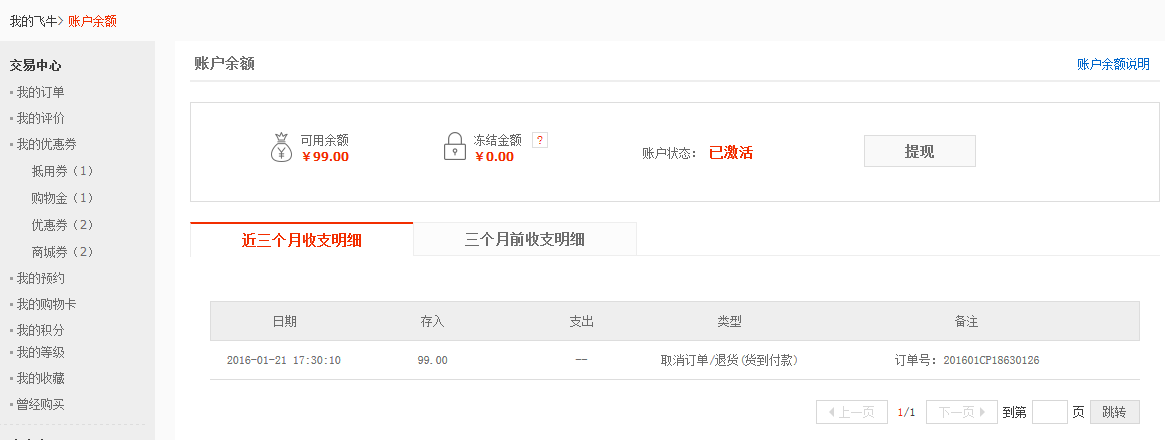 我的飞牛> 账户余额
交易中心
我的订单
我的评价
我的优惠券
抵用券（1）
购物金（1）
优惠券（2）
商城券（2）
我的预约
我的购物卡
我的积分
我的等级
我的收藏
曾经购买
账户余额 账户余额说明
可用余额 冻结金额 ?
¥99.00 ¥0.00
账户状态： 已激活 提现
近三个月收支明细 三个月前收支明细
日期 存入 支出 类型 备注
2016-01-21 17:30:10 99.00 -- 取消订单/退货(货到付款) 订单号：201601CP18630126
上一页 1/1 下一页 到第 页 跳转